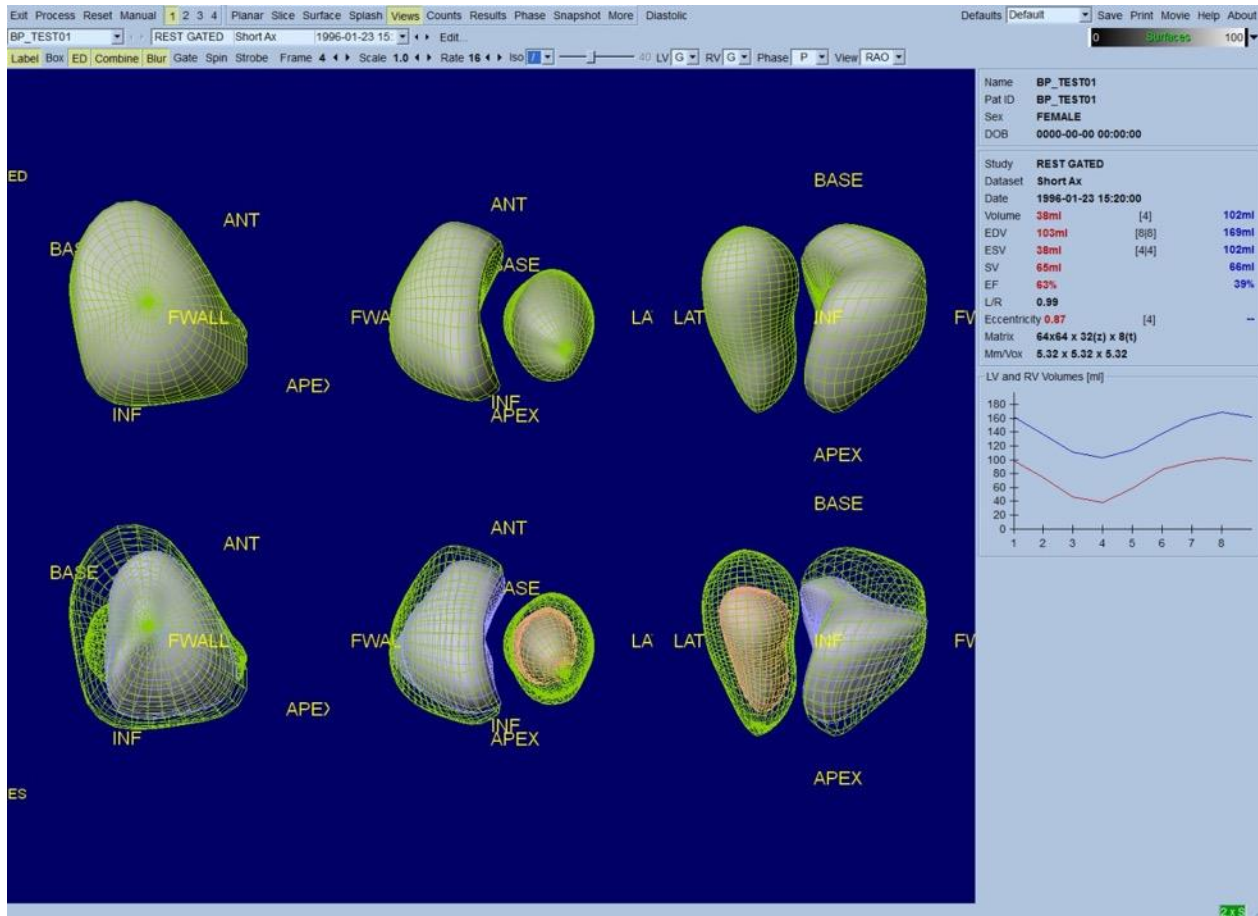 Exit Process Reset Manual 1 2 3 4 Planar Slice Surface Splash Views Counts Results Phase Snapshot More Diastolic Defaults Default Save Print Movie Help About
BP_TEST01 REST GATED Short Ax 1996-01-23 15: Edit... 0 Surfaces 100
Label Box ED Combine Blur Gate Spin Strobe Frame 4 Scale 1.0 Rate 16 Iso / 40 LV G RV G Phase P View RAO
Name BP_TEST01
Pat ID BP_TEST01
Sex FEMALE
DOB 0000-00-00 00:00:00
Study REST GATED
Dataset Short Ax
Date 1996-01-23 15:20:00
Volume 38ml [4] 102ml
EDV 103ml [8|8] 169ml
ESV 38ml [4|4] 102ml
SV 65ml 66ml
EF 63% 39%
L/R 0.99
Eccentricity 0.87 [4] --
Matrix 64x64 x 32(z) x 8(t)
Mm/Vox 5.32 x 5.32 x 5.32
LV and RV Volumes [ml]
180
160
140
120
100
80
60
40
20
0
1 2 3 4 5 6 7 8
ED
ANT
BAS
FWALL
APEX
INF
ANT
BASE
FWA
LA
INF
APEX
BASE
LAT
INF
FW
APEX
ANT
BASE
FWALL
APEX
INF
ES
ANT
ASE
FWAL
LA
INF
APEX
BASE
LAT
INF
FW
APEX
2 x S